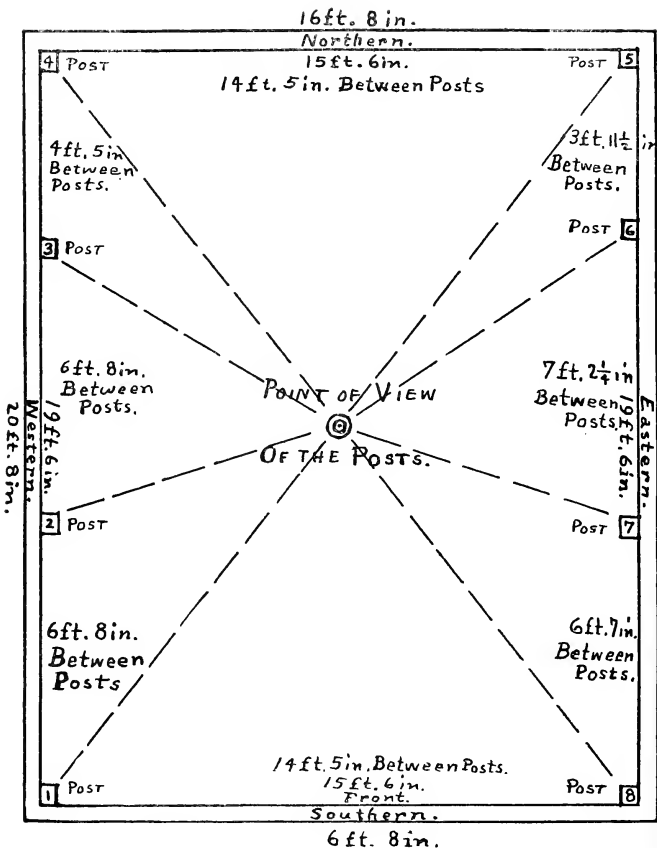 16ft. 8 in.
Northern.
4 Post
15ft. 6in.
Post 5
14ft. 5in. Between Posts
4ft. 5in
Between
Posts.
3ft. 11½ in
Between
Posts.
3 Post
Post 6
6ft. 8in.
Between
Posts.
7ft. 2¼ in
Between
Posts.
Point of View
Of the Posts.
20ft. 8in.
Western.
19ft. 6in.
19ft. 6in.
Eastern.
2 Post
Post 7
6ft. 8in.
Between
Posts
6ft. 7in.
Between
Posts.
14ft. 5in. Between Posts.
15ft. 6in.
Front.
1 Post
Post 8
Southern.
6ft. 8in.